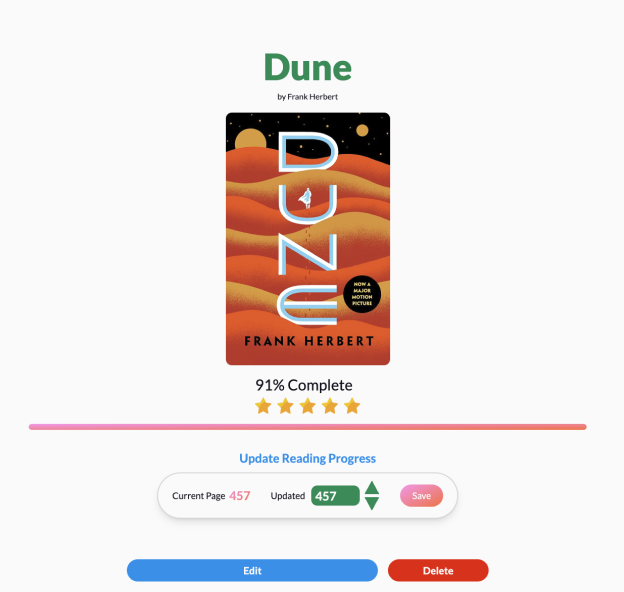 Dune
by Frank Herbert
DUNE
NOW A
MAJOR
MOTION
PICTURE
FRANK HERBERT
91% Complete
Update Reading Progress
Current Page 457 Updated 457 Save
Edit Delete